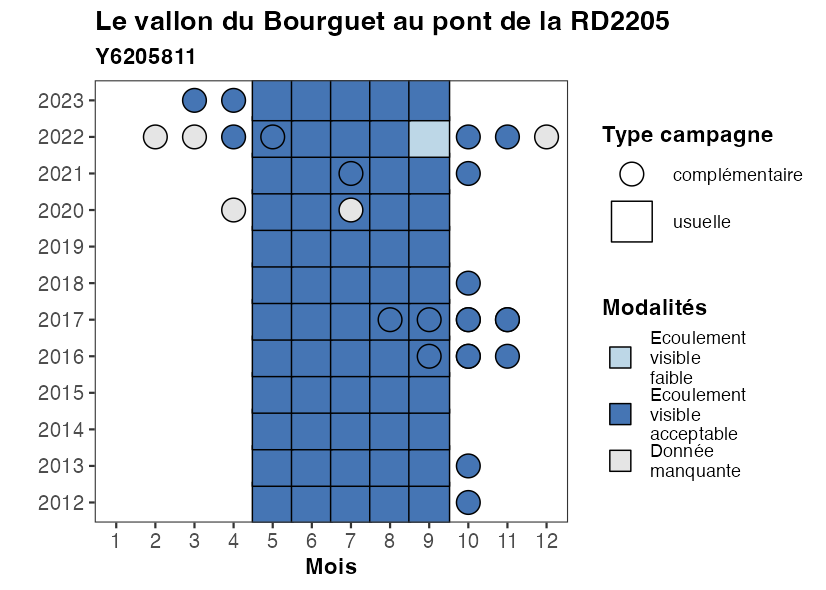 Le vallon du Bourguet au pont de la RD2205
Y6205811
2023
2022
2021
2020
2019
2018
2017
2016
2015
2014
2013
2012
1 2 3 4 5 6 7 8 9 10 11 12
Mois
Type campagne
complémentaire
usuelle
Modalités
Ecoulement
visible
faible
Ecoulement
visible
acceptable
Donnée
manquante